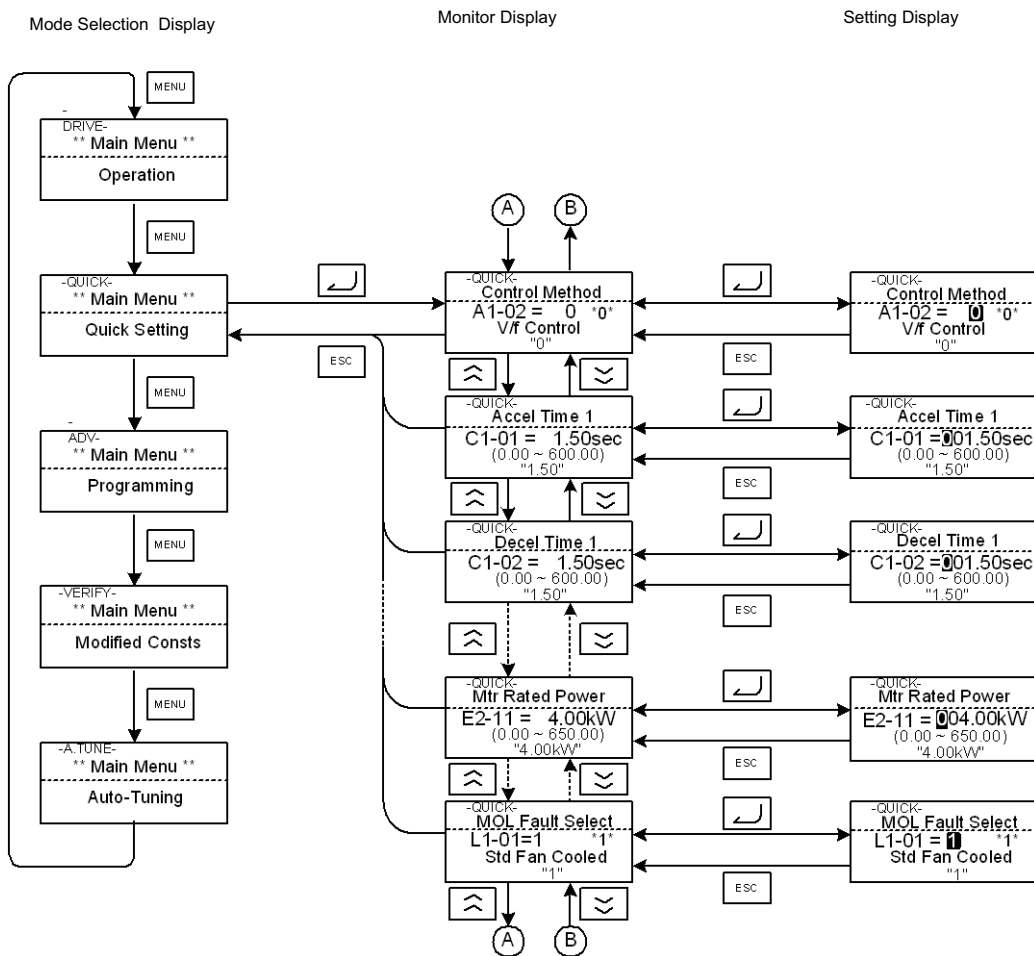 Mode Selection Display
Monitor Display
Setting Display
MENU
-
DRIVE-
** Main Menu **
Operation
MENU
-QUICK-
** Main Menu **
Quick Setting
MENU
-
ADV-
** Main Menu **
Programming
MENU
-VERIFY-
** Main Menu **
Modified Consts
MENU
-A.TUNE-
** Main Menu **
Auto-Tuning
ESC
A B
-QUICK-
Control Method
A1-02 = 0 *0*
V/f Control
"0"
-QUICK-
Accel Time 1
C1-01 = 1.50sec
(0.00 ~ 600.00)
"1.50"
-QUICK-
Decel Time 1
C1-02 = 1.50sec
(0.00 ~ 600.00)
"1.50"
-QUICK-
Mtr Rated Power
E2-11 = 4.00kW
(0.00 ~ 650.00)
"4.00kW"
-QUICK-
MOL Fault Select
L1-01=1 *1*
Std Fan Cooled
"1"
A B
ESC
ESC
ESC
ESC
ESC
-QUICK-
Control Method
A1-02 = 0 *0*
V/f Control
"0"
-QUICK-
Accel Time 1
C1-01 =001.50sec
(0.00 ~ 600.00)
"1.50"
-QUICK-
Decel Time 1
C1-02 =001.50sec
(0.00 ~ 600.00)
"1.50"
-QUICK-
Mtr Rated Power
E2-11 = 004.00kW
(0.00 ~ 650.00)
"4.00kW"
-QUICK-
MOL Fault Select
L1-01 = 1 *1*
Std Fan Cooled
"1"